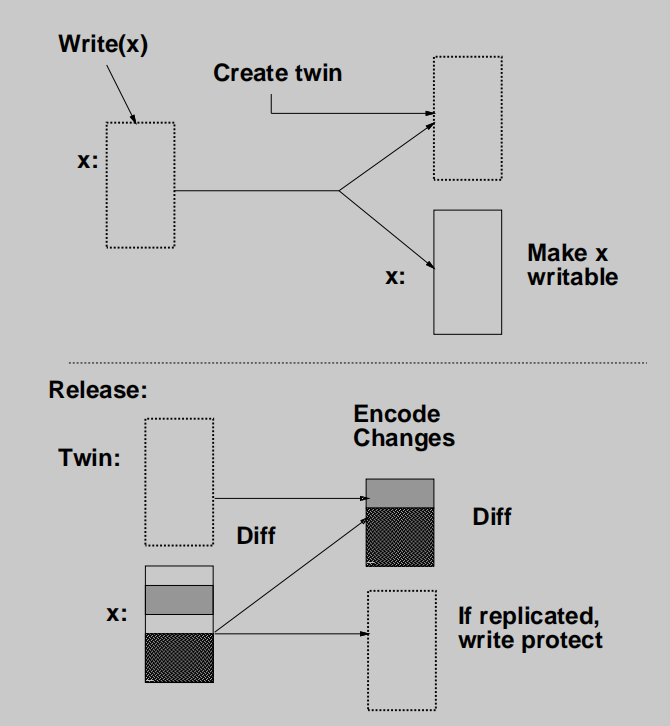 Write(x)
Create twin
x:
x:
Make x
writable
Release:
Encode
Changes
Twin:
Diff
Diff
x:
If replicated,
write protect